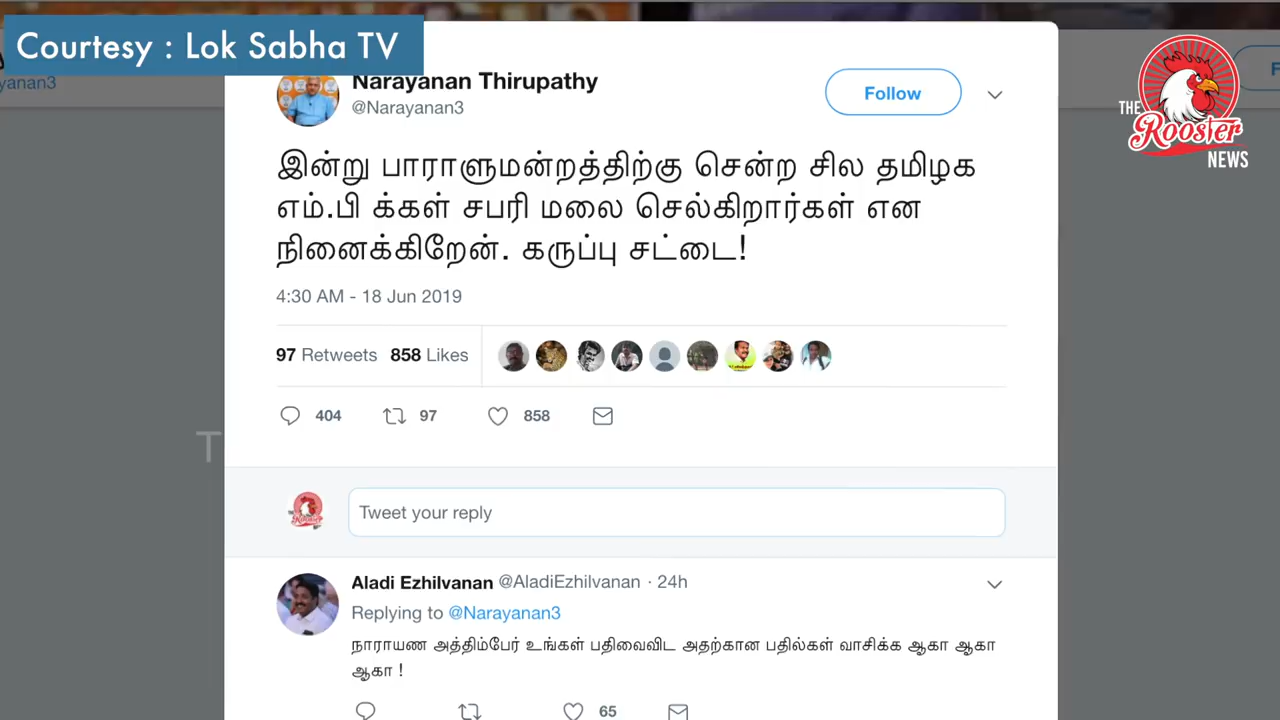 Courtesy : Lok Sabha TV
yanan3
Narayanan Thirupathy
@Narayanan3
Follow
F
THE
Rooster
NEWS
இன்று பாராளுமன்றத்திற்கு சென்ற சில தமிழக
எம்.பி க்கள் சபரி மலை செல்கிறார்கள் என
நினைக்கிறேன். கருப்பு சட்டை!
4:30 AM - 18 Jun 2019
97 Retweets 858 Likes
404 97 858
T
Tweet your reply
Aladi Ezhilvanan @AladiEzhilvanan · 24h
Replying to @Narayanan3
நாராயண அத்திம்பேர் உங்கள் பதிவைவிட அதற்கான பதில்கள் வாசிக்க ஆகா ஆகா
ஆகா !
65